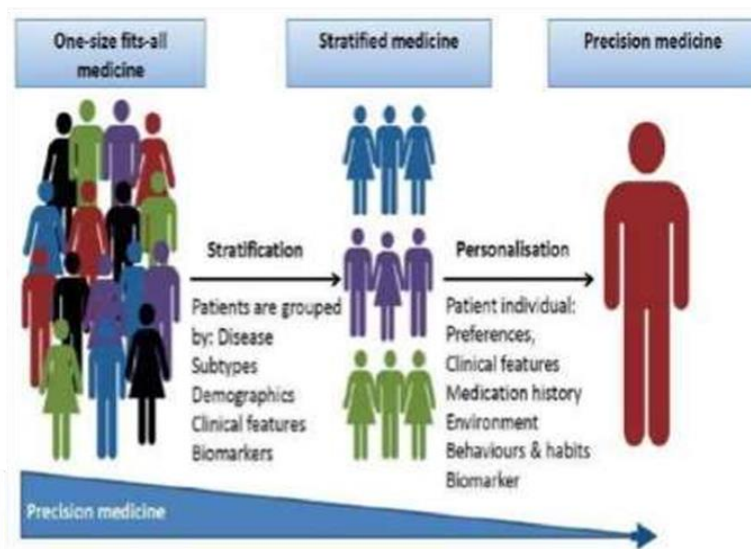 One-size fits-all
medicine
Stratified medicine
Precision medicine
Stratification
Patients are grouped
by: Disease
Subtypes
Demographics
Clinical features
Biomarkers
Personalisation
Patient individual:
Preferences,
Clinical features
Medication history
Environment
Behaviours & habits
Biomarker
Precision medicine